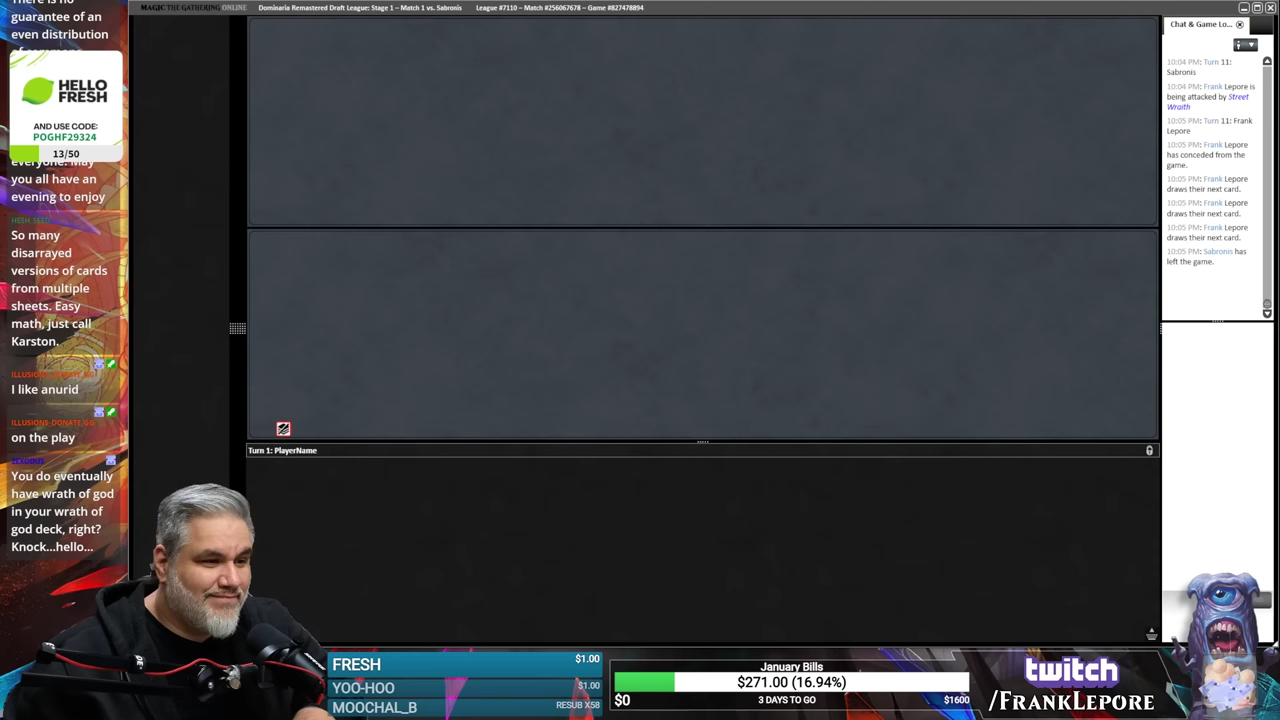 There is no
guarantee of an
even distribution
HELLO
FRESH
AND USE CODE:
POGHF29324
13/50
everyone. May
you all have an
evening to enjoy
HESH_SEED
So many
disarrayed
versions of cards
from multiple
sheets. Easy
math, just call
Karston.
I like anurid
ILLUSIONS-DONATE_GG
on the play
You do eventually
have wrath of god
in your wrath of
god deck, right?
Knock...hello...
MAGIC THE GATHERING ONLINE
Dominaria Remastered Draft League: Stage 1 – Match 1 vs. Sabronis
League #7110 – Match #256067678 – Game #827478894
Turn 1: PlayerName
Chat & Game Lo...
10:04 PM: Turn 11:
Sabronis
10:04 PM: Frank Lepore is
being attacked by Street
Wraith
10:05 PM: Turn 11: Frank
Lepore
10:05 PM: Frank Lepore
has conceded from the
game.
10:05 PM: Frank Lepore
draws their next card.
10:05 PM: Frank Lepore
draws their next card.
10:05 PM: Frank Lepore
draws their next card.
10:05 PM: Sabronis has
left the game.
FRESH $1.00
YOO-HOO $1.00
MOOCHAL_B RESUB X58
January Bills
$271.00 (16.94%)
$0 3 DAYS TO GO $1600
twitch
/FrankLepore